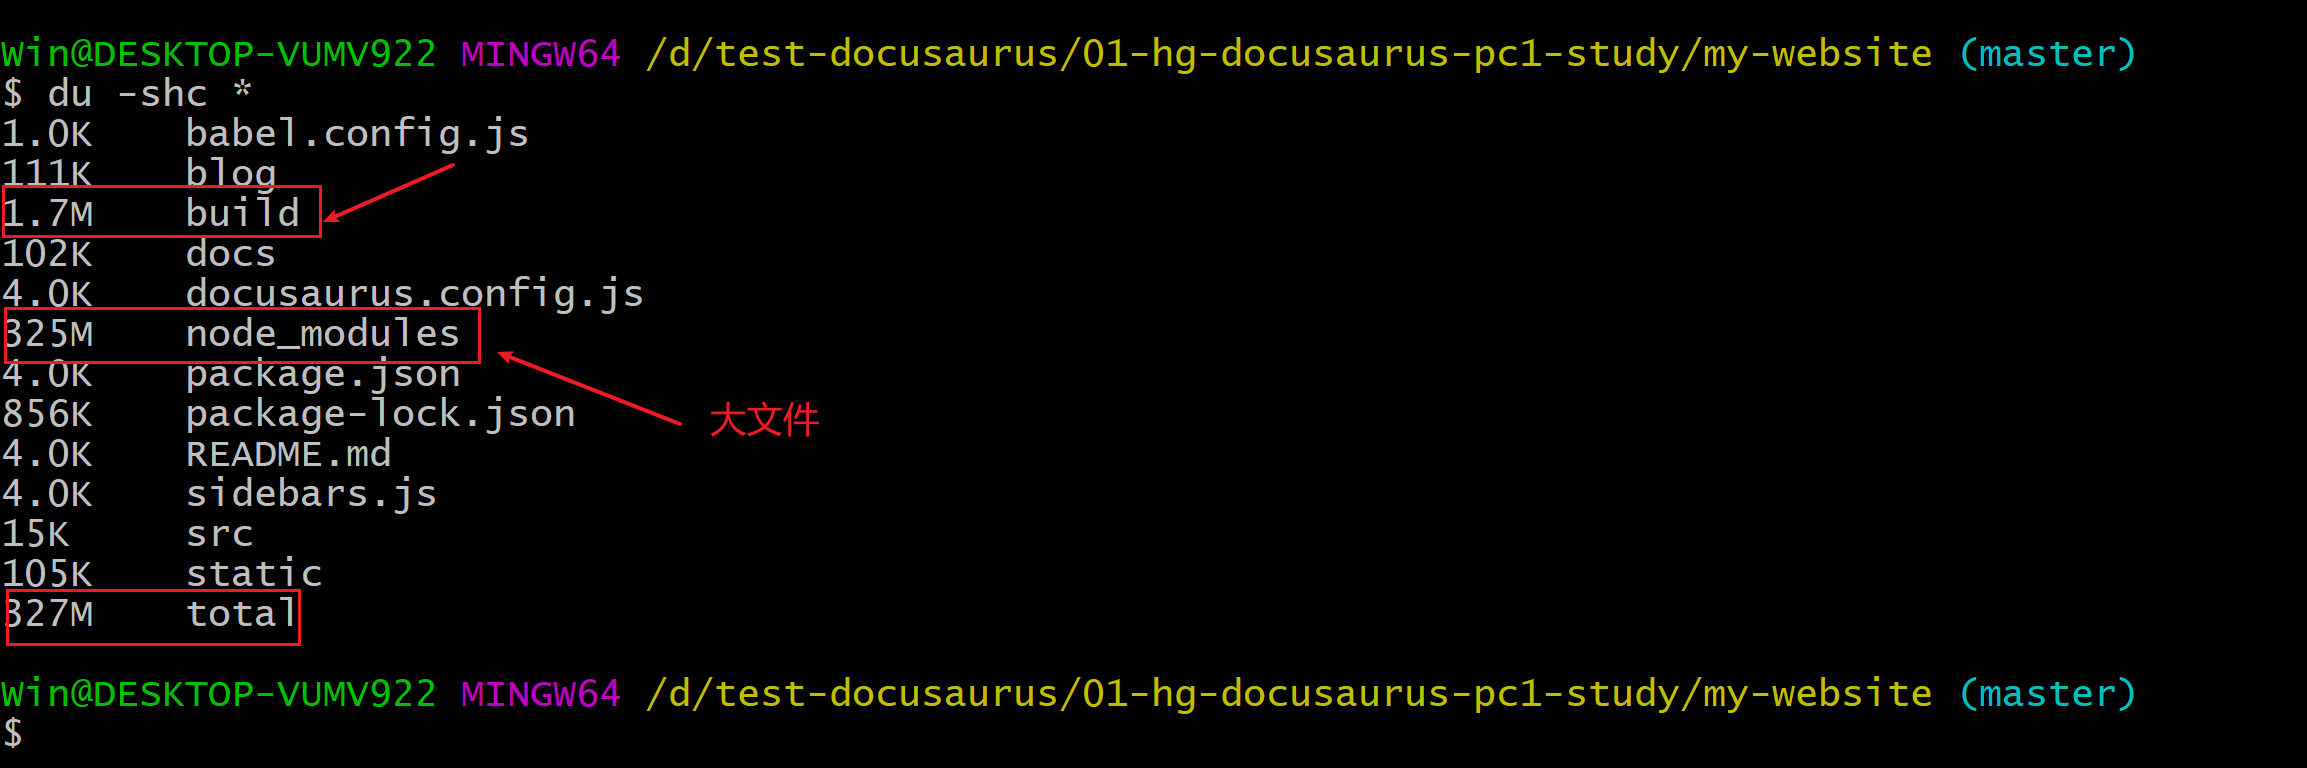 Win@DESKTOP-VUMV922 MINGW64 /d/test-docusaurus/01-hg-docusaurus-pc1-study/my-website (master)
$ du -shc *
1.0K    babel.config.js
111K    blog
1.7M    build
102K    docs
4.0K    docusaurus.config.js
325M    node_modules
4.0K    package.json
856K    package-lock.json
大文件
4.0K    README.md
4.0K    sidebars.js
15K     src
105K    static
327M    total
Win@DESKTOP-VUMV922 MINGW64 /d/test-docusaurus/01-hg-docusaurus-pc1-study/my-website (master)
$